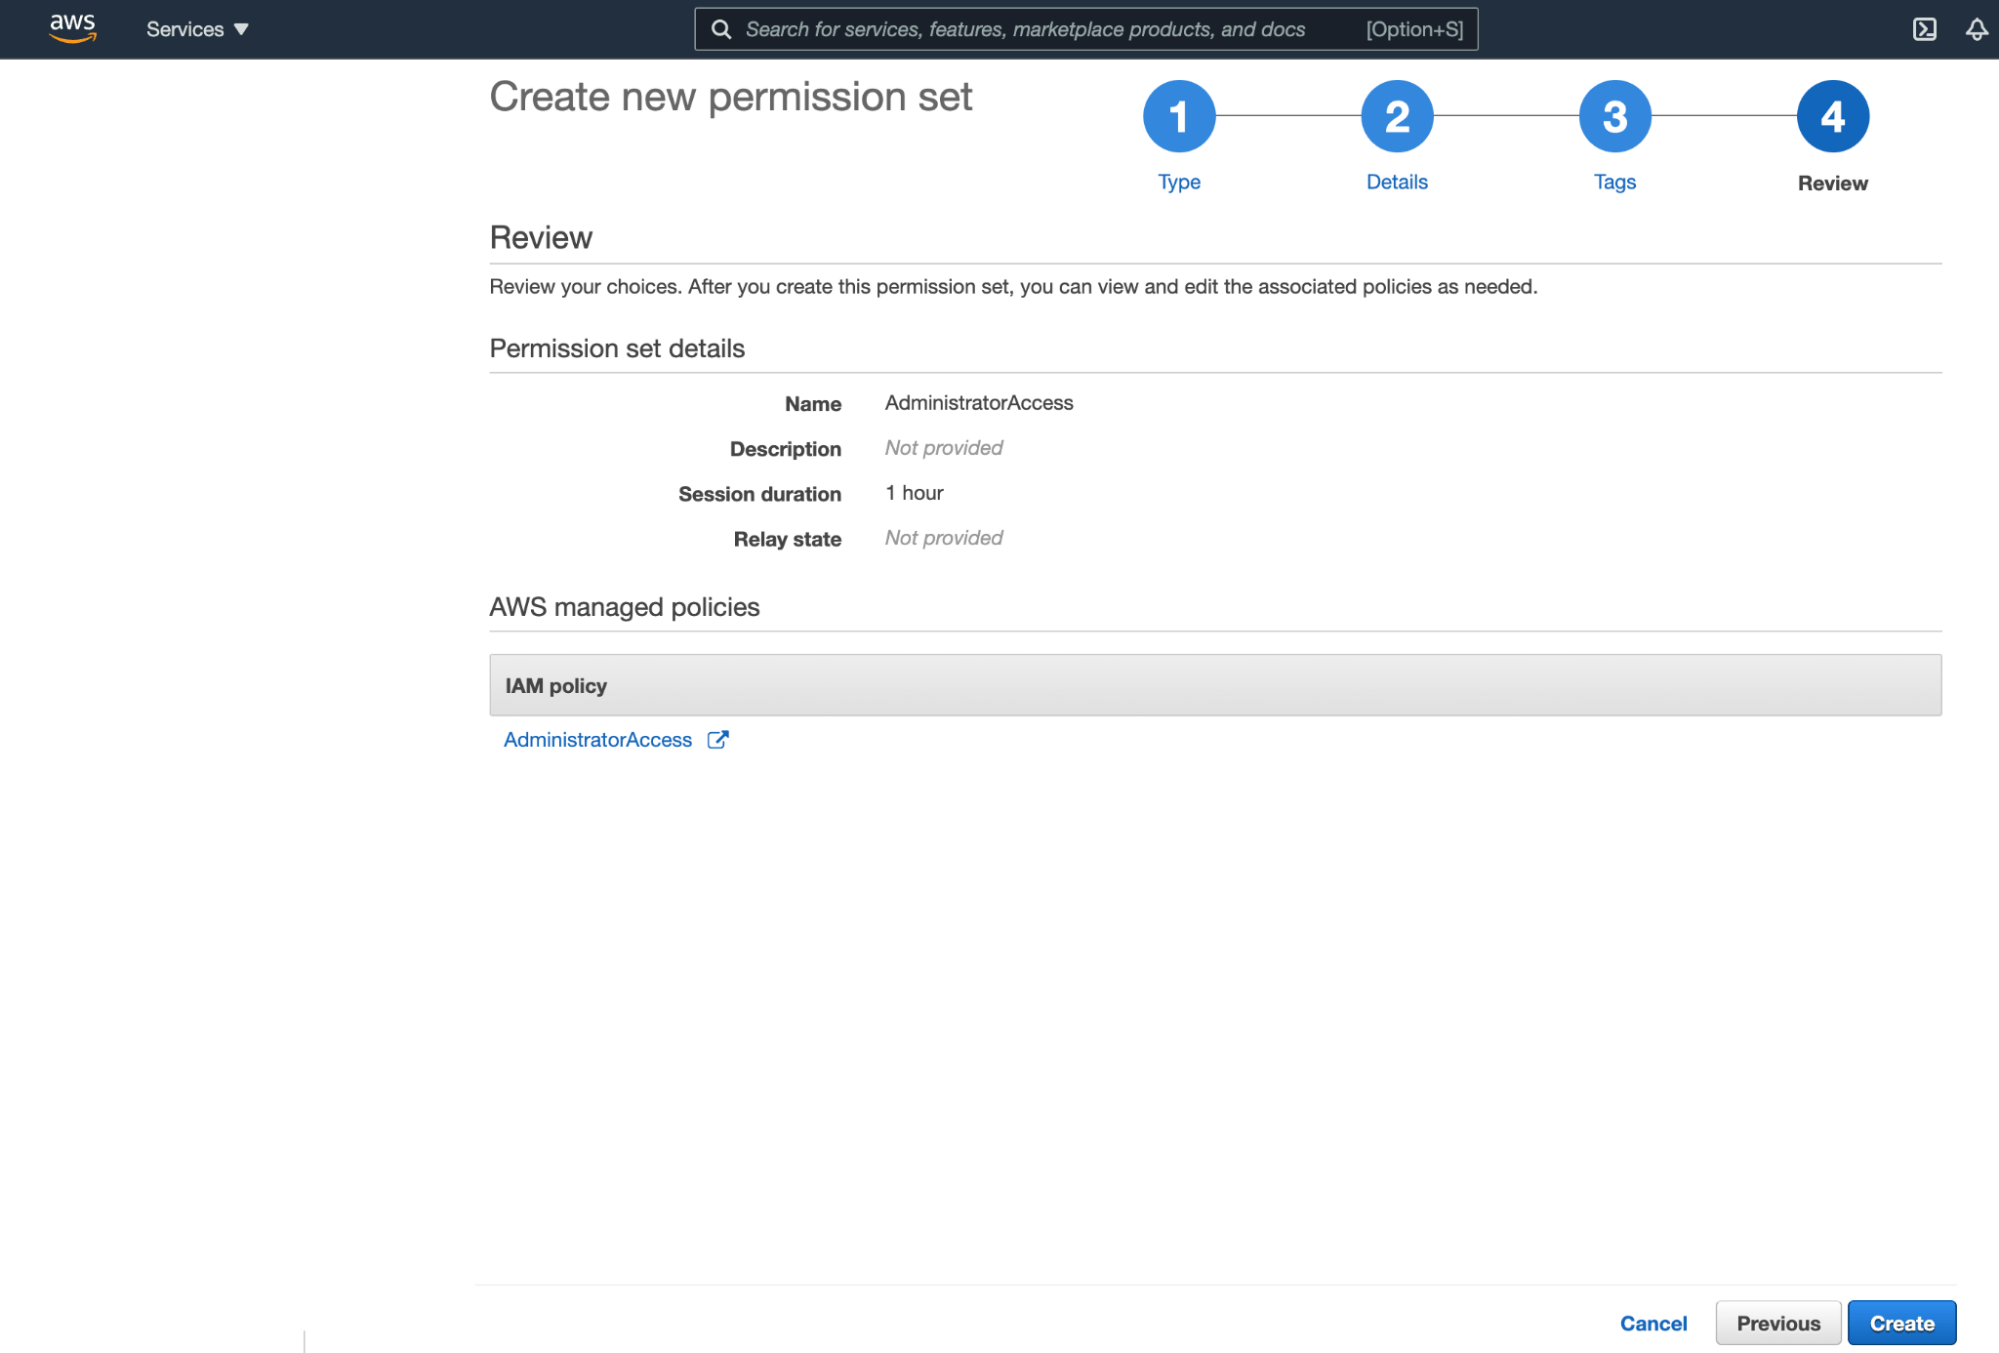 aws
Services ▼
Search for services, features, marketplace products, and docs [Option+S]
Create new permission set
1 2 3 4
Type Details Tags Review
Review
Review your choices. After you create this permission set, you can view and edit the associated policies as needed.
Permission set details
Name AdministratorAccess
Description Not provided
Session duration 1 hour
Relay state Not provided
AWS managed policies
IAM policy
AdministratorAccess
Cancel Previous Create